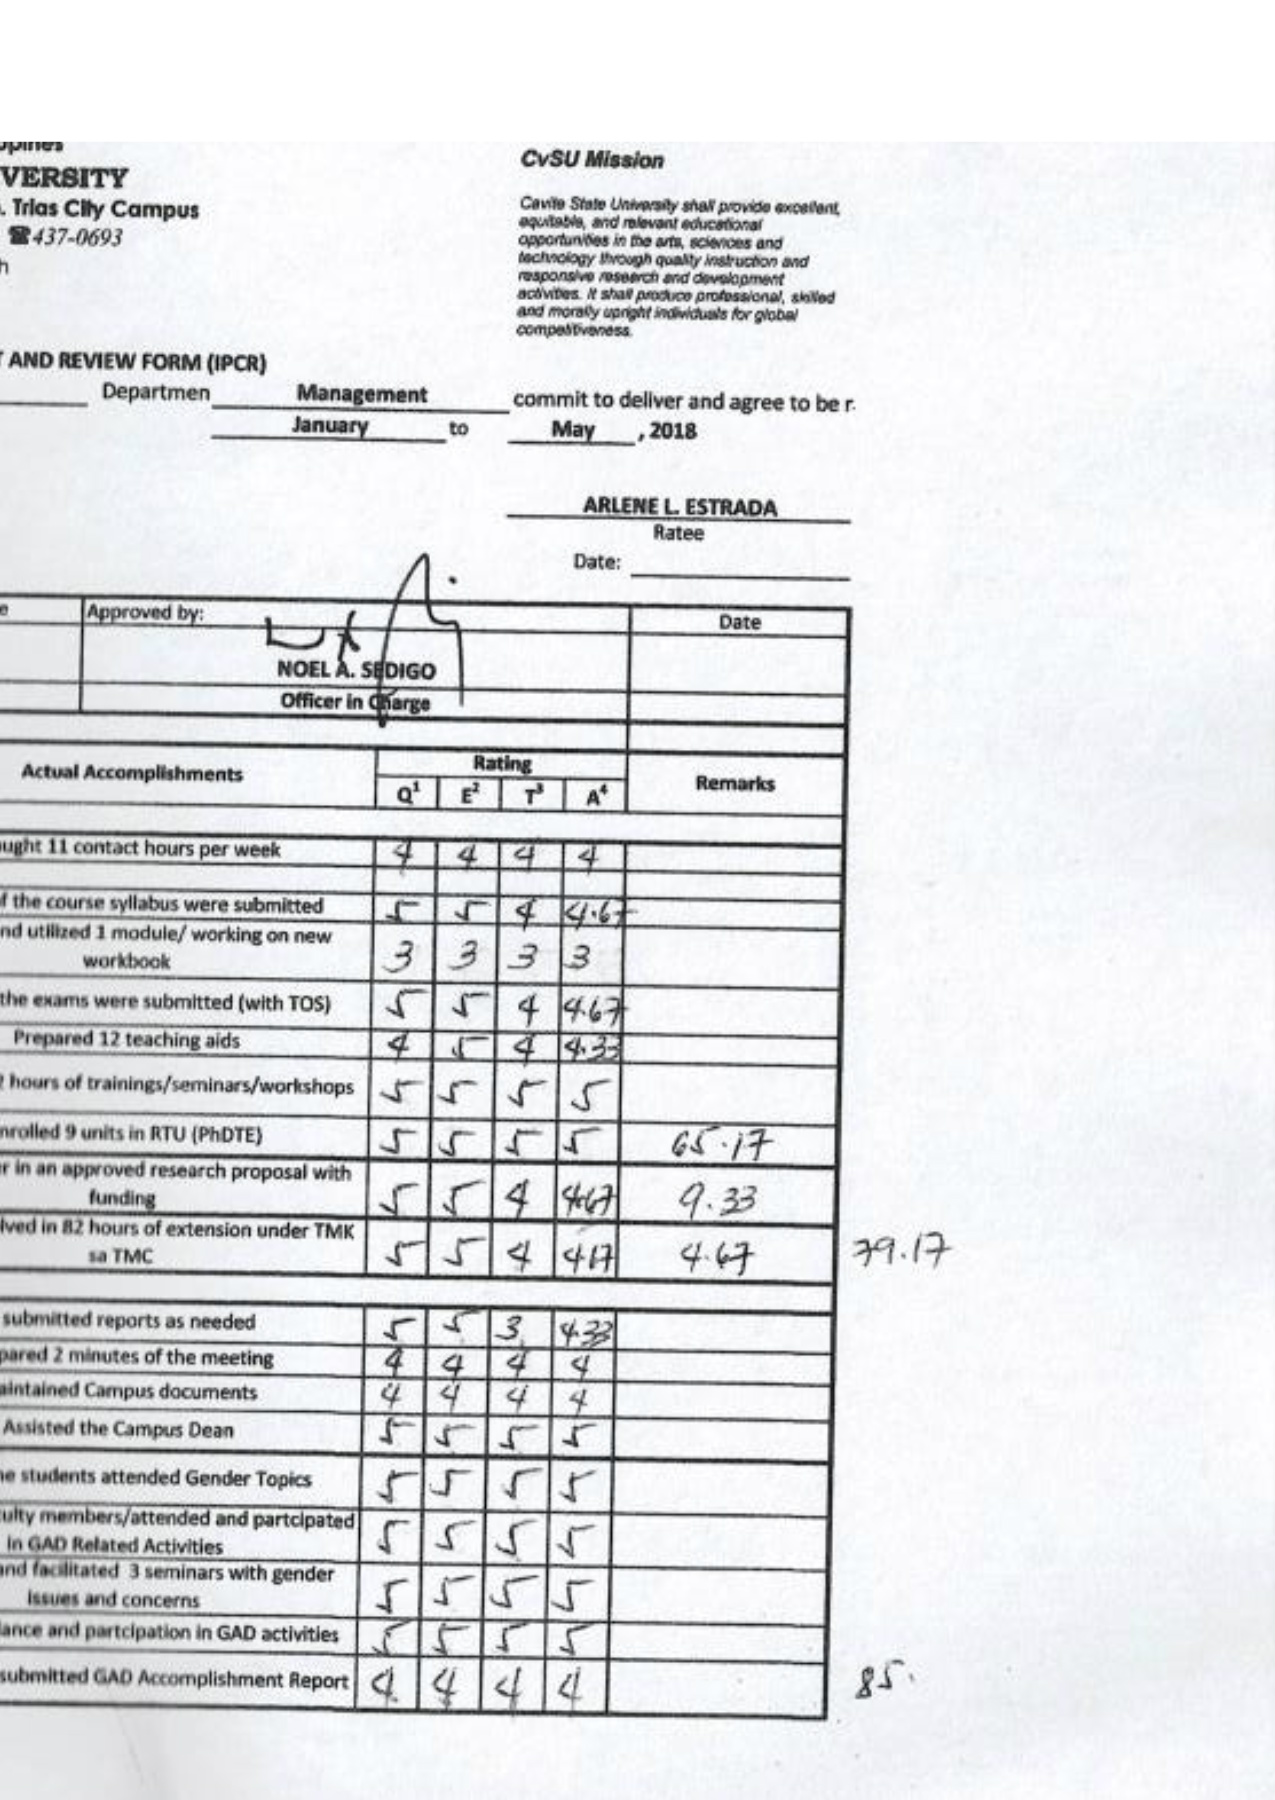 VERSITY
. Trias City Campus
☎437-0693
h
CvSU Mission
Cavite State University shall provide excellent,
equitable, and relevant educational
opportunities in the arts, sciences and
technology through quality instruction and
responsive research and development
activities. It shall produce professional, skilled
and morally upright individuals for global
competitiveness.
T AND REVIEW FORM (IPCR)
Departmen Management commit to deliver and agree to be r
January to May , 2018
ARLENE L. ESTRADA
Ratee
Date:
e Approved by: Date
NOEL A. SEDIGO
Officer in Charge
Actual Accomplishments Rating Remarks
Q1 E2 T3 A4
ught 11 contact hours per week 4 4 4 4
f the course syllabus were submitted 5 5 4 4.67
nd utilized 1 module/ working on new
workbook 3 3 3 3
the exams were submitted (with TOS) 5 5 4 4.67
Prepared 12 teaching aids 4 5 4 4.33
hours of trainings/seminars/workshops 5 5 5 5
nrolled 9 units in RTU (PhDTE) 5 5 5 5 65.17
r in an approved research proposal with
funding 5 5 4 4.67 9.33
lved in 82 hours of extension under TMK
sa TMC 5 5 4 4.17 4.67 79.17
submitted reports as needed 5 5 3 4.33
pared 2 minutes of the meeting 4 4 4 4
aintained Campus documents 4 4 4 4
Assisted the Campus Dean 5 5 5 5
e students attended Gender Topics 5 5 5 5
ulty members/attended and partcipated
in GAD Related Activities 5 5 5 5
and facilitated 3 seminars with gender
issues and concerns 5 5 5 5
lance and partcipation in GAD activities 5 5 5 5
submitted GAD Accomplishment Report 4 4 4 4 85.